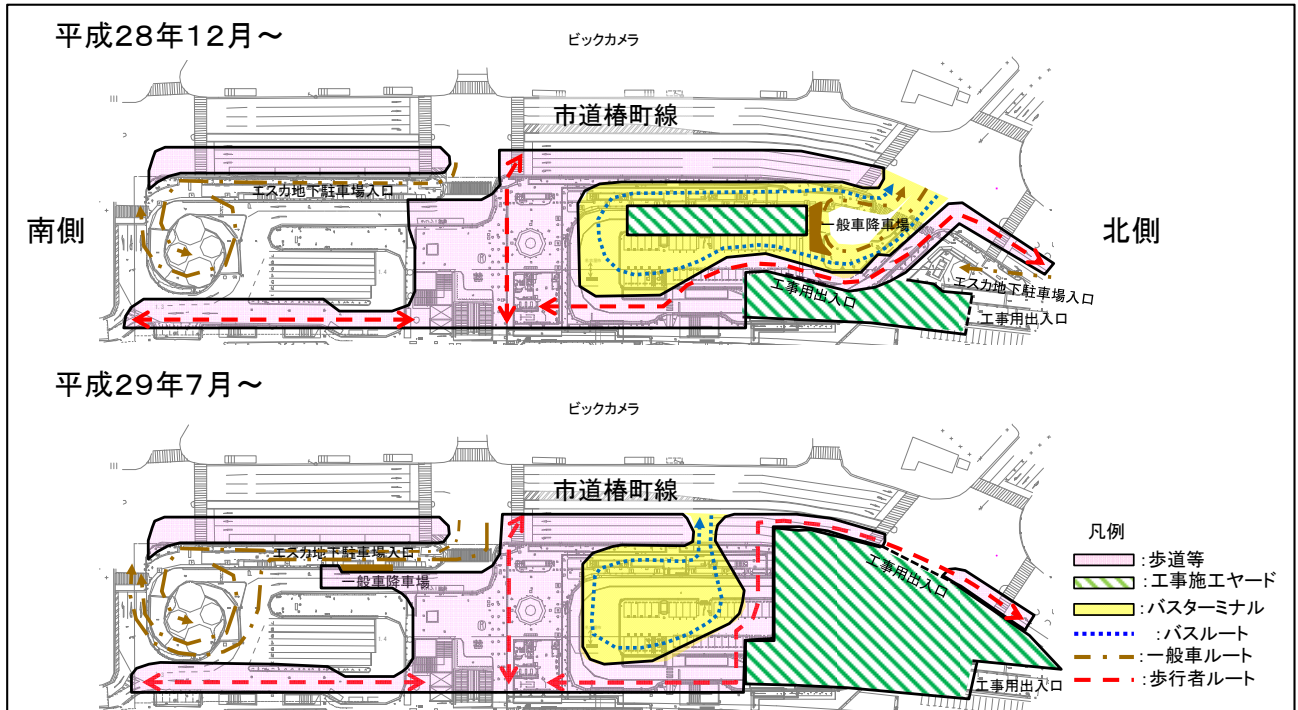 平成28年12月～
ビックカメラ
市道椿町線
エスカ地下駐車場入口
南側
一般車降車場
北側
エスカ地下駐車場入口
工事用出入口
工事用出入口
平成29年7月～
ビックカメラ
市道椿町線
エスカ地下駐車場入口
一般車降車場
工事用出入口
工事用出入口
凡例
:歩道等
:工事施工ヤード
:バスターミナル
:バスルート
:一般車ルート
:歩行者ルート